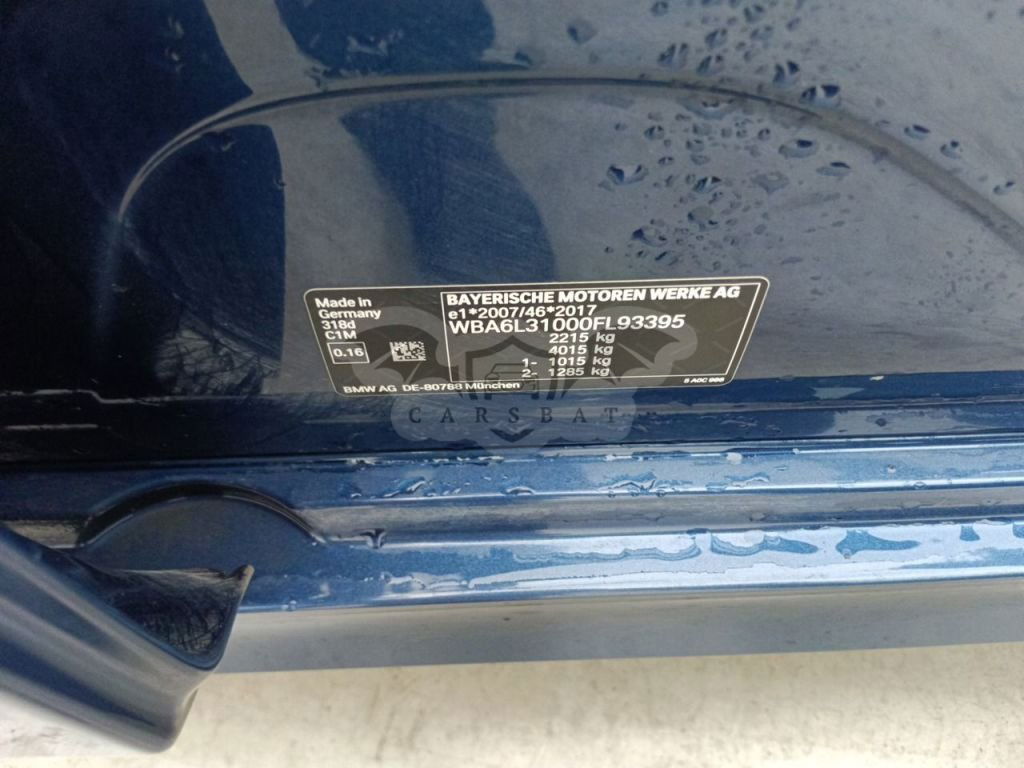 Made in
Germany
318d
C1M
0.16
BAYERISCHE MOTOREN WERKE AG
e1*2007/46*2017
WBA6L31000FL93395
2215 kg
4015 kg
1- 1015 kg
2- 1285 kg
BMW AG DE-80788 München
CARSBAT